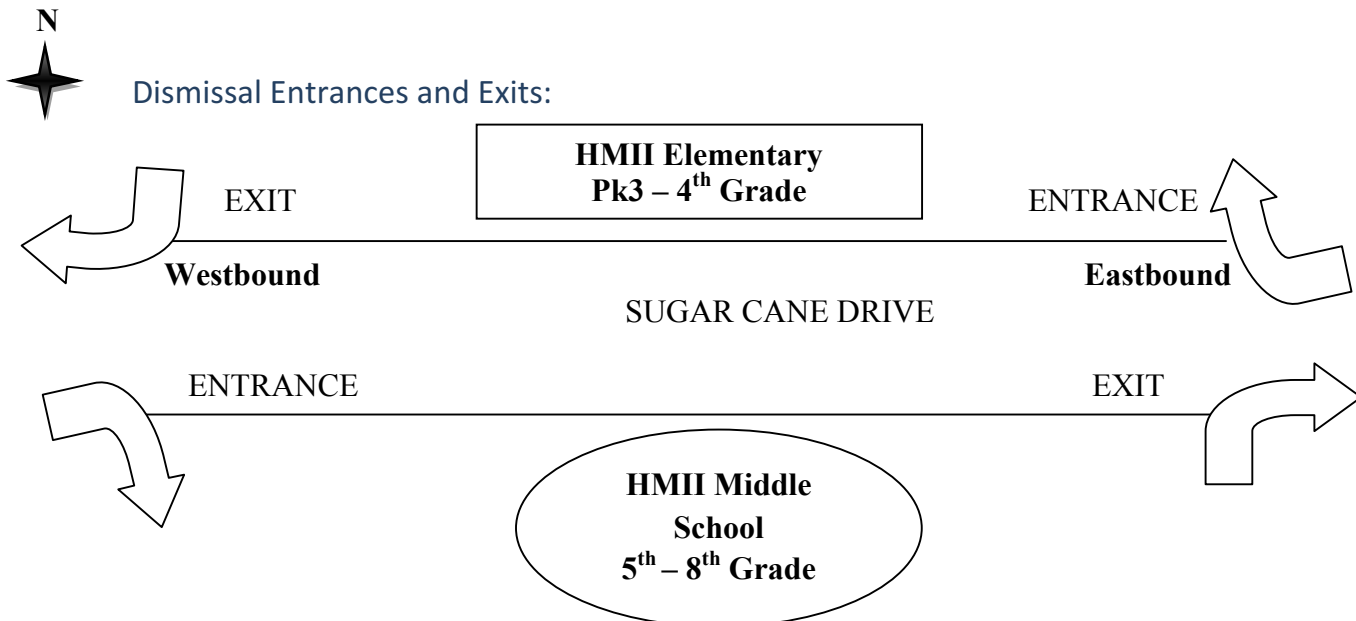 N
Dismissal Entrances and Exits:
HMII Elementary
Pk3 – 4th Grade
EXIT
ENTRANCE
Westbound
Eastbound
SUGAR CANE DRIVE
ENTRANCE
EXIT
HMII Middle
School
5th – 8th Grade